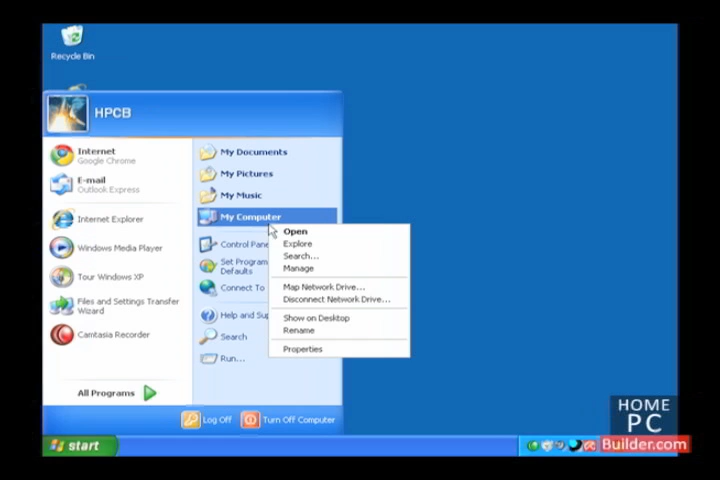 Recycle Bin
HPCB
Internet
Google Chrome
E-mail
Outlook Express
Internet Explorer
Windows Media Player
Tour Windows XP
Files and Settings Transfer
Wizard
Camtasia Recorder
All Programs
My Documents
My Pictures
My Music
My Computer
Control Pane
Set Program
Defaults
Connect To
Help and Sup
Search
Run...
Open
Explore
Search...
Manage
Map Network Drive...
Disconnect Network Drive...
Show on Desktop
Rename
Properties
Log Off
Turn Off Computer
start
HOME
PC
Builder.com